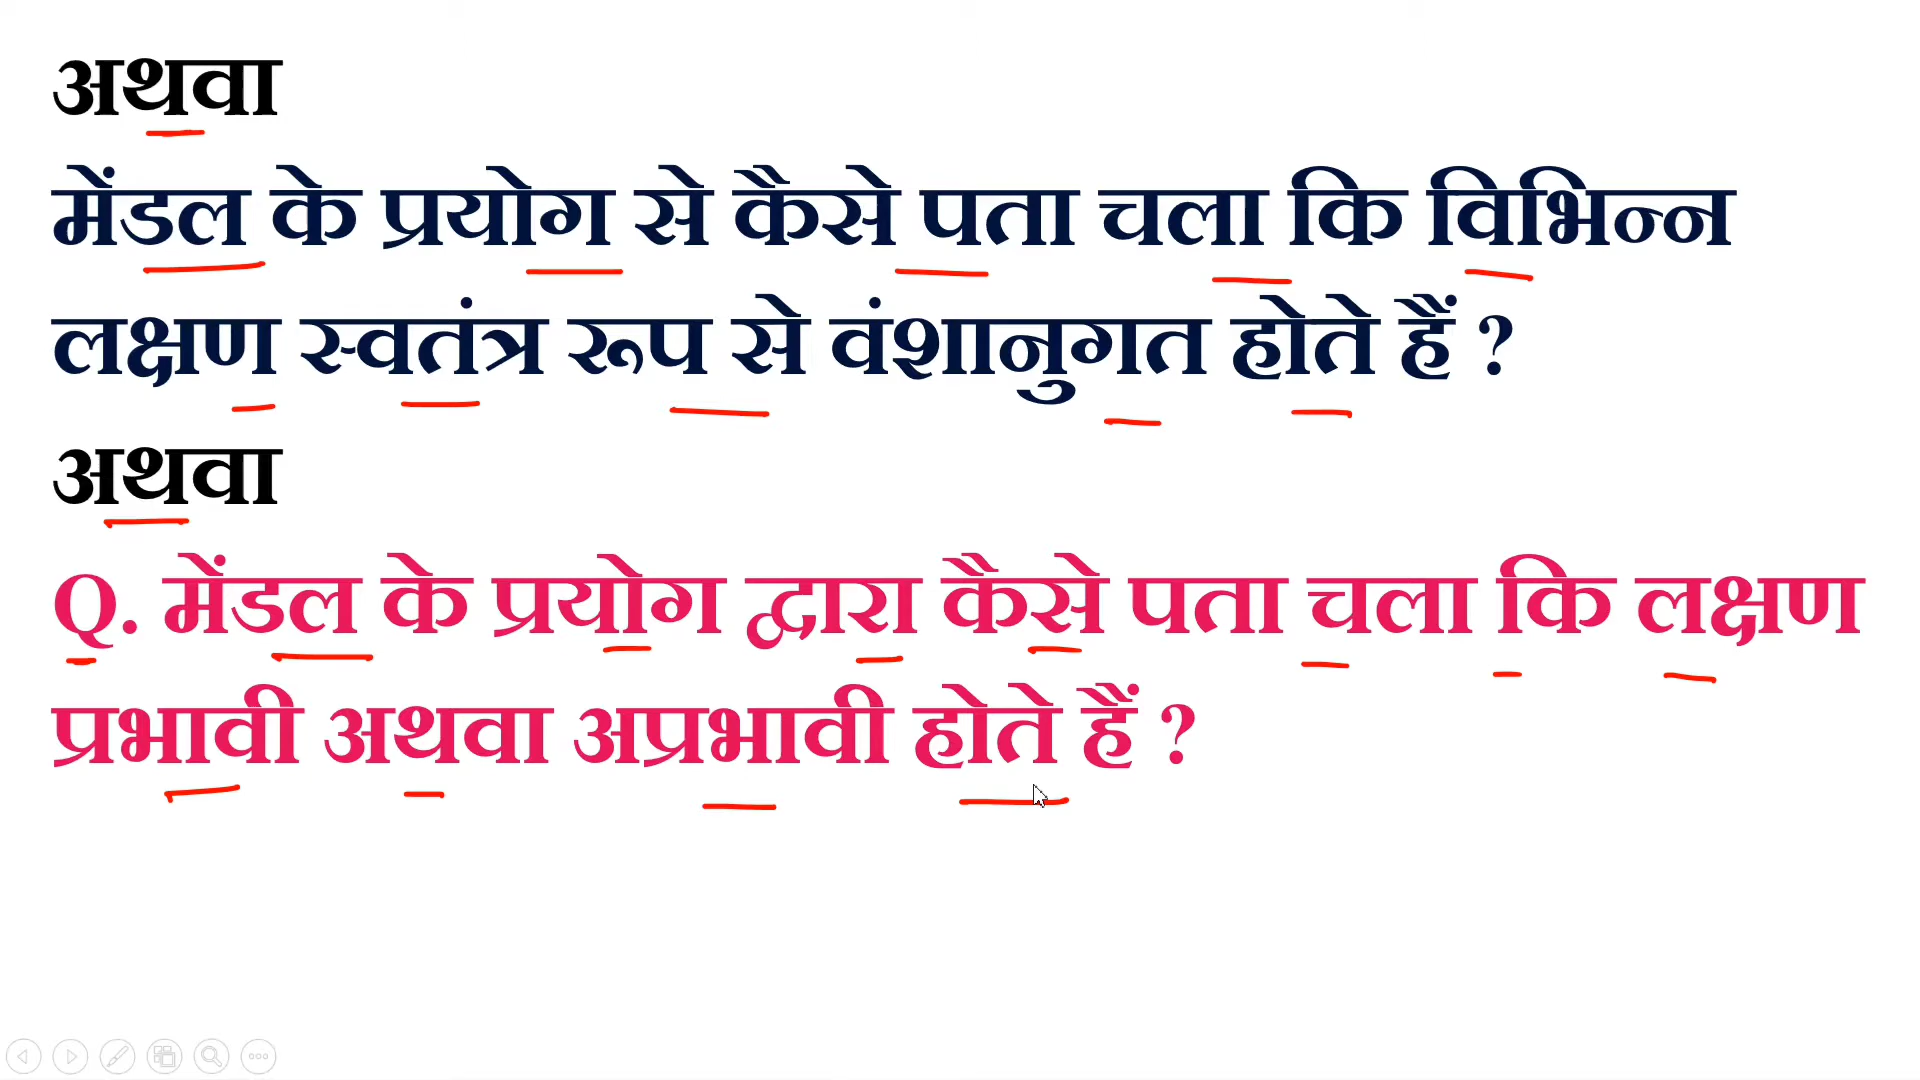 अथवा
मेंडल के प्रयोग से कैसे पता चला कि विभिन्न
लक्षण स्वतंत्र रूप से वंशानुगत होते हैं ?
अथवा
Q. मेंडल के प्रयोग द्वारा कैसे पता चला कि लक्षण
प्रभावी अथवा अप्रभावी होते हैं ?